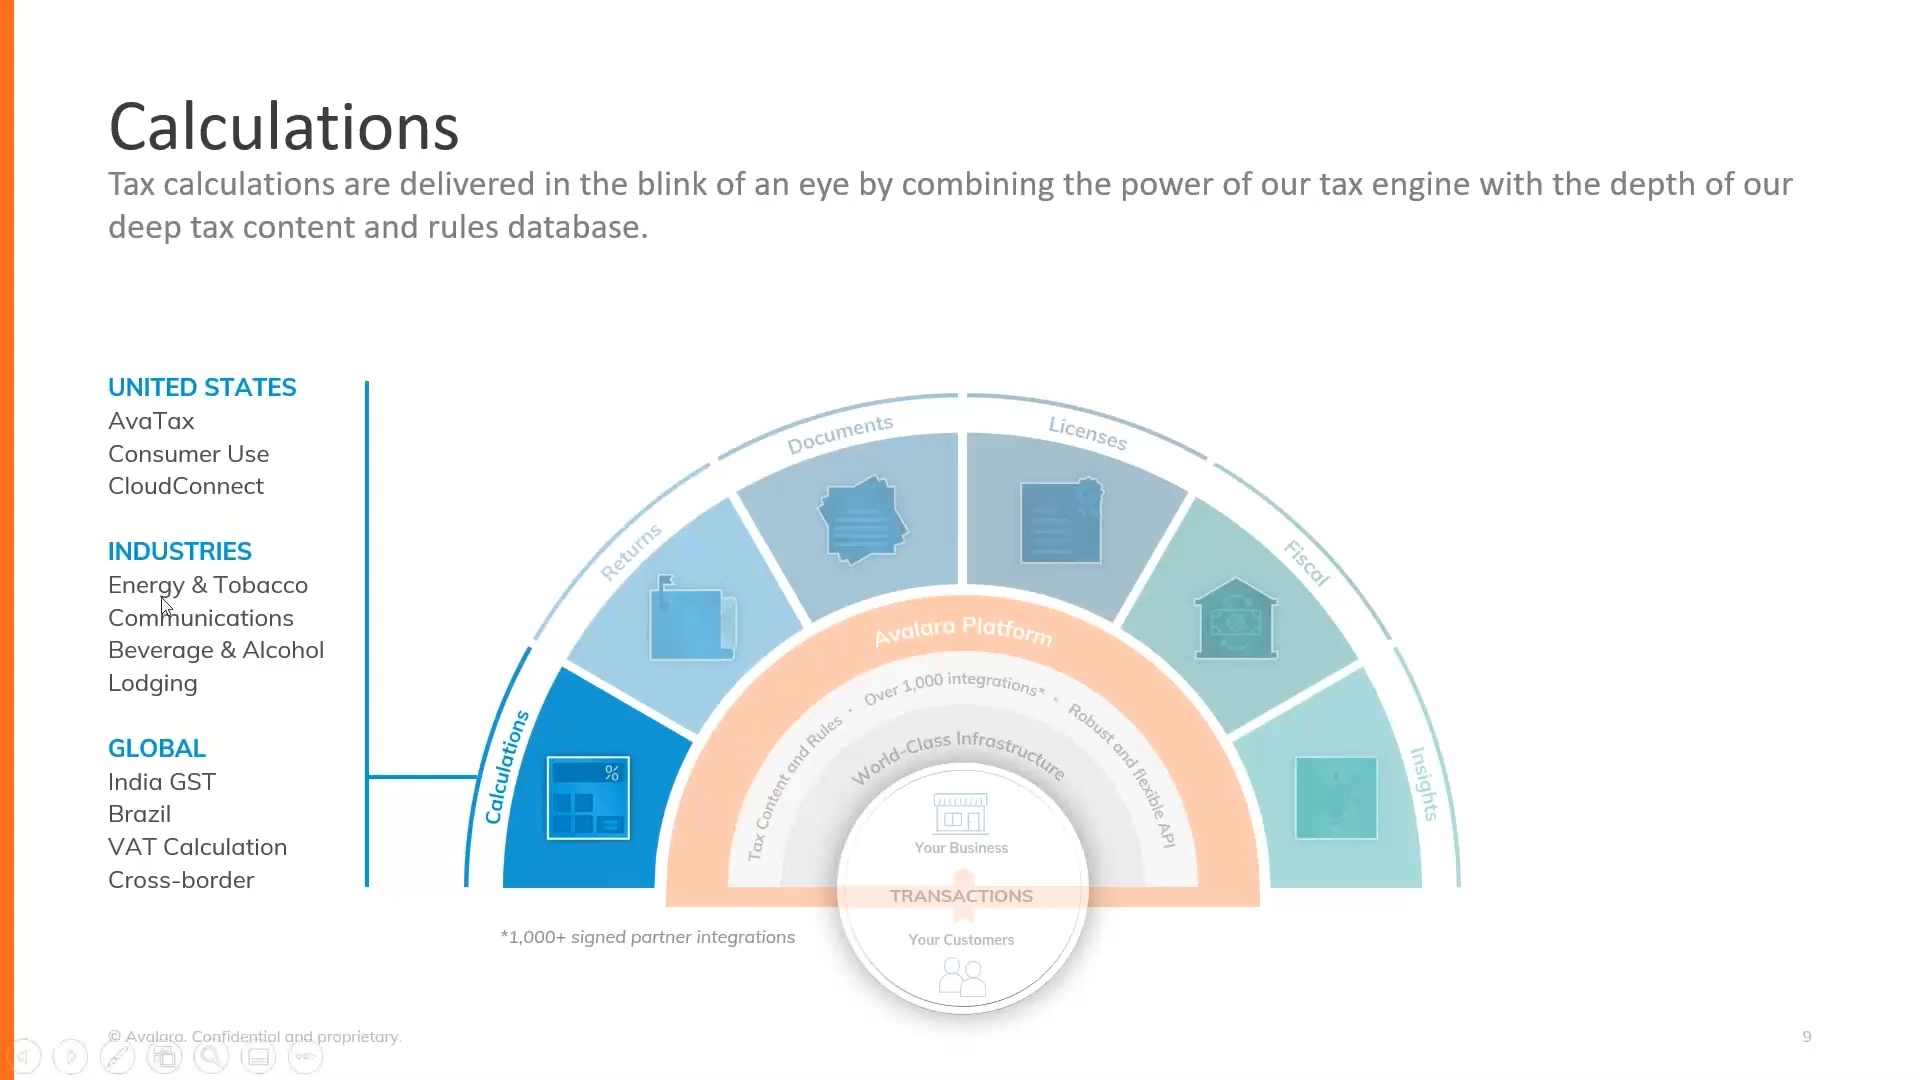 Calculations
Tax calculations are delivered in the blink of an eye by combining the power of our tax engine with the depth of our
deep tax content and rules database.
UNITED STATES
AvaTax
Consumer Use
CloudConnect
INDUSTRIES
Energy & Tobacco
Communications
Beverage & Alcohol
Lodging
GLOBAL
India GST
Brazil
VAT Calculation
Cross-border
Calculations
Returns
Documents
Licenses
Fiscal
Insights
Avalara Platform
Tax Content and Rules · Over 1,000 integrations* · Robust and flexible API
World-Class Infrastructure
%
Your Business
TRANSACTIONS
Your Customers
*1,000+ signed partner integrations
© Avalara. Confidential and proprietary.
9